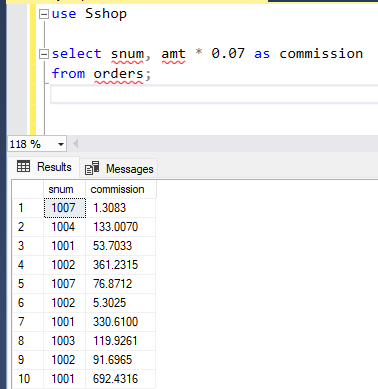 use Sshop
select snum, amt * 0.07 as commission
from orders;
118 %
Results Messages
snum commission
1 1007 1.3083
2 1004 133.0070
3 1001 53.7033
4 1002 361.2315
5 1007 76.8712
6 1002 5.3025
7 1001 330.6100
8 1003 119.9261
9 1002 91.6965
10 1001 692.4316